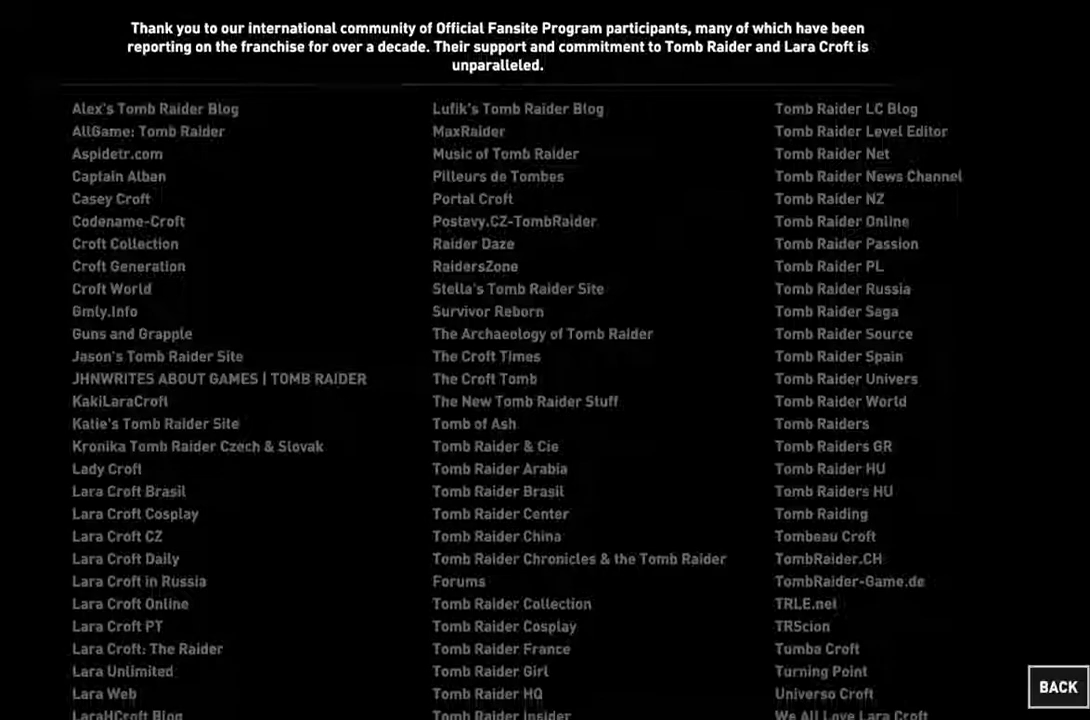 Thank you to our international community of Official Fansite Program participants, many of which have been
reporting on the franchise for over a decade. Their support and commitment to Tomb Raider and Lara Croft is
unparalleled.
Alex's Tomb Raider Blog
AllGame: Tomb Raider
Aspidetr.com
Captain Alban
Casey Croft
Codename-Croft
Croft Collection
Croft Generation
Croft World
Gmly.Info
Guns and Grapple
Jason's Tomb Raider Site
JHNWRITES ABOUT GAMES | TOMB RAIDER
KakiLaraCroft
Katie's Tomb Raider Site
Kronika Tomb Raider Czech & Slovak
Lady Croft
Lara Croft Brasil
Lara Croft Cosplay
Lara Croft CZ
Lara Croft Daily
Lara Croft in Russia
Lara Croft Online
Lara Croft PT
Lara Croft: The Raider
Lara Unlimited
Lara Web
LaraHCroft Blog
Lufik's Tomb Raider Blog
MaxRaider
Music of Tomb Raider
Pilleurs de Tombes
Portal Croft
Postavy.CZ-TombRaider
Raider Daze
RaidersZone
Stella's Tomb Raider Site
Survivor Reborn
The Archaeology of Tomb Raider
The Croft Times
The Croft Tomb
The New Tomb Raider Stuff
Tomb of Ash
Tomb Raider & Cie
Tomb Raider Arabia
Tomb Raider Brasil
Tomb Raider Center
Tomb Raider China
Tomb Raider Chronicles & the Tomb Raider
Forums
Tomb Raider Collection
Tomb Raider Cosplay
Tomb Raider France
Tomb Raider Girl
Tomb Raider HQ
Tomb Raider Insider
Tomb Raider LC Blog
Tomb Raider Level Editor
Tomb Raider Net
Tomb Raider News Channel
Tomb Raider NZ
Tomb Raider Online
Tomb Raider Passion
Tomb Raider PL
Tomb Raider Russia
Tomb Raider Saga
Tomb Raider Source
Tomb Raider Spain
Tomb Raider Univers
Tomb Raider World
Tomb Raiders
Tomb Raiders GR
Tomb Raider HU
Tomb Raiders HU
Tomb Raiding
Tombeau Croft
TombRaider.CH
TombRaider-Game.de
TRLE.net
TRScion
Tumba Croft
Turning Point
Universo Croft
We All Love Lara Croft
BACK